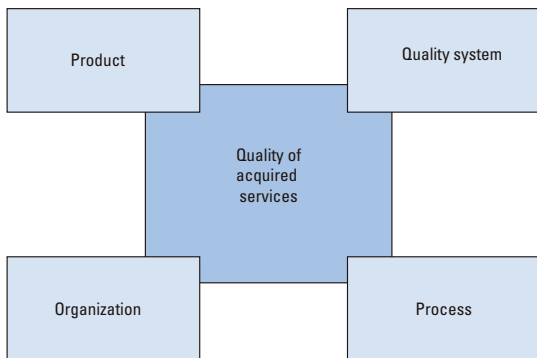 Product
Quality system
Quality of
acquired
services
Organization
Process